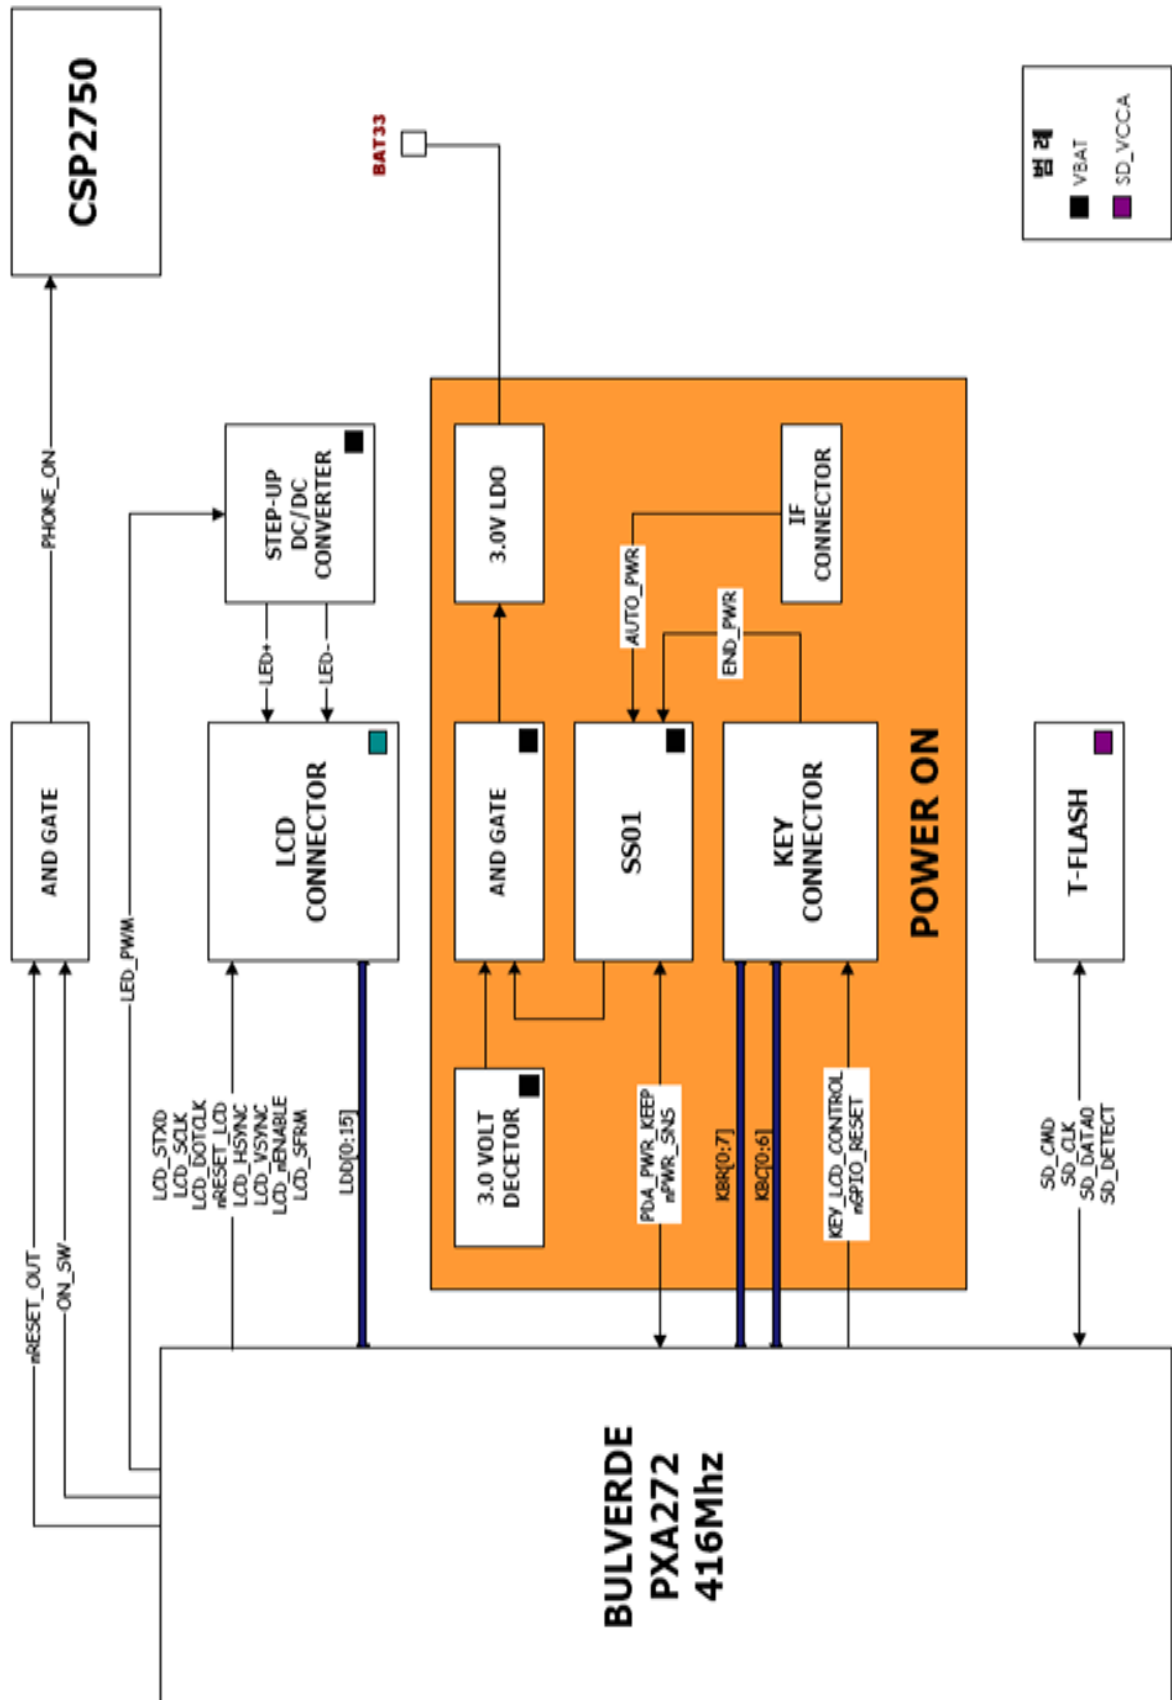 CSP2750
BAT33
범 례
VBAT
SD_VCCA
PHONE_ON
STEP-UP
DC/DC
CONVERTER
3.0V LDO
IF
CONNECTOR
LED+
LED-
AUTO_PWR
END_PWR
AND GATE
LED_PWM
LCD
CONNECTOR
AND GATE
SS01
KEY
CONNECTOR
POWER ON
T-FLASH
nRESET_OUT
ON_SW
LCD_STXD
LCD_SCLK
LCD_DOTCLK
nRESET_LCD
LCD_HSYNC
LCD_VSYNC
LCD_nENABLE
LCD_SFRM
LDD[0:15]
3.0 VOLT
DECETOR
PDA_PWR_KEEP
nPWR_SNS
KBR[0:7]
KBC[0:6]
KEY_LCD_CONTROL
nGPIO_RESET
SD_CMD
SD_CLK
SD_DATA0
SD_DETECT
BULVERDE
PXA272
416Mhz